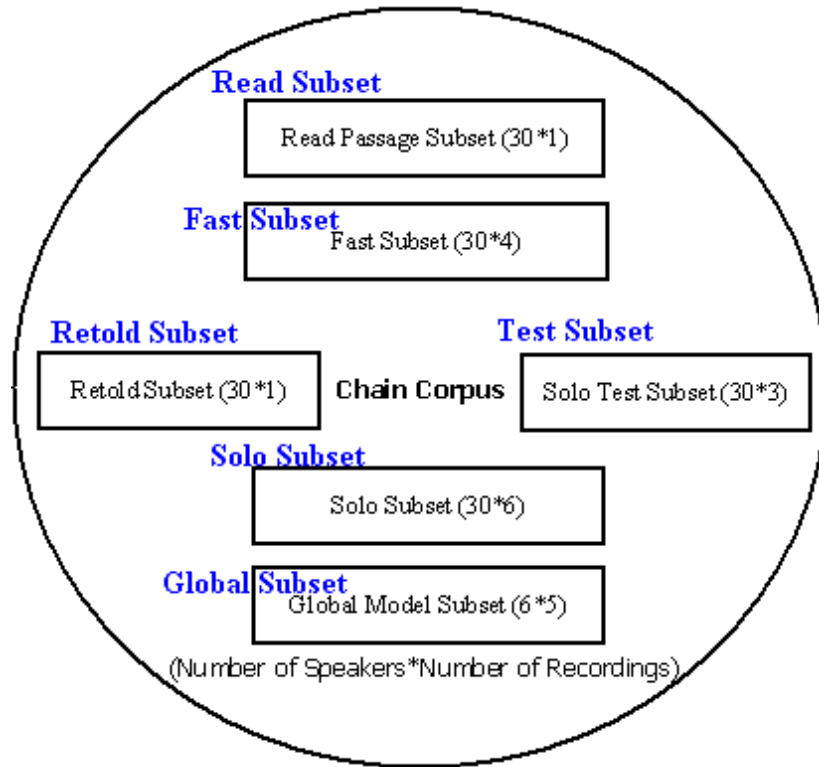 Read Subset
Read Passage Subset (30*1)
Fast Subset
Fast Subset (30*4)
Retold Subset
Test Subset
Retold Subset (30*1)
Chain Corpus
Solo Test Subset (30*3)
Solo Subset
Solo Subset (30*6)
Global Subset
Global Model Subset (6*5)
(Number of Speakers*Number of Recordings)